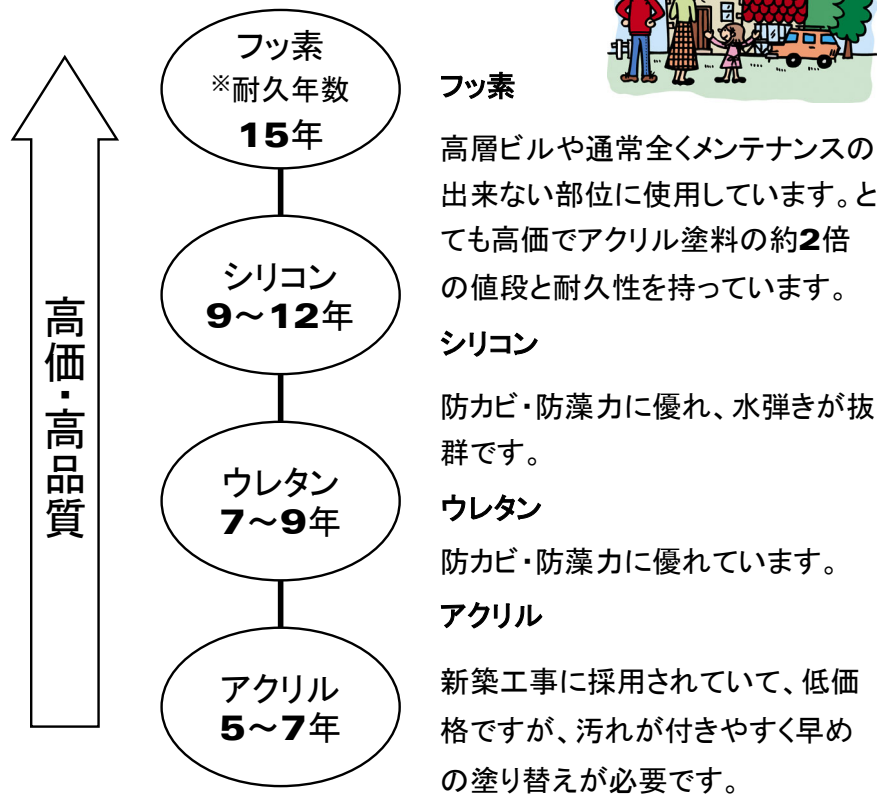 高価・高品質
フッ素
※耐久年数
15年
シリコン
9～12年
ウレタン
7～9年
アクリル
5～7年
フッ素
高層ビルや通常全くメンテナンスの
出来ない部位に使用しています。と
ても高価でアクリル塗料の約2倍
の値段と耐久性を持っています。
シリコン
防カビ・防藻力に優れ、水弾きが抜
群です。
ウレタン
防カビ・防藻力に優れています。
アクリル
新築工事に採用されていて、低価
格ですが、汚れが付きやすく早め
の塗り替えが必要です。